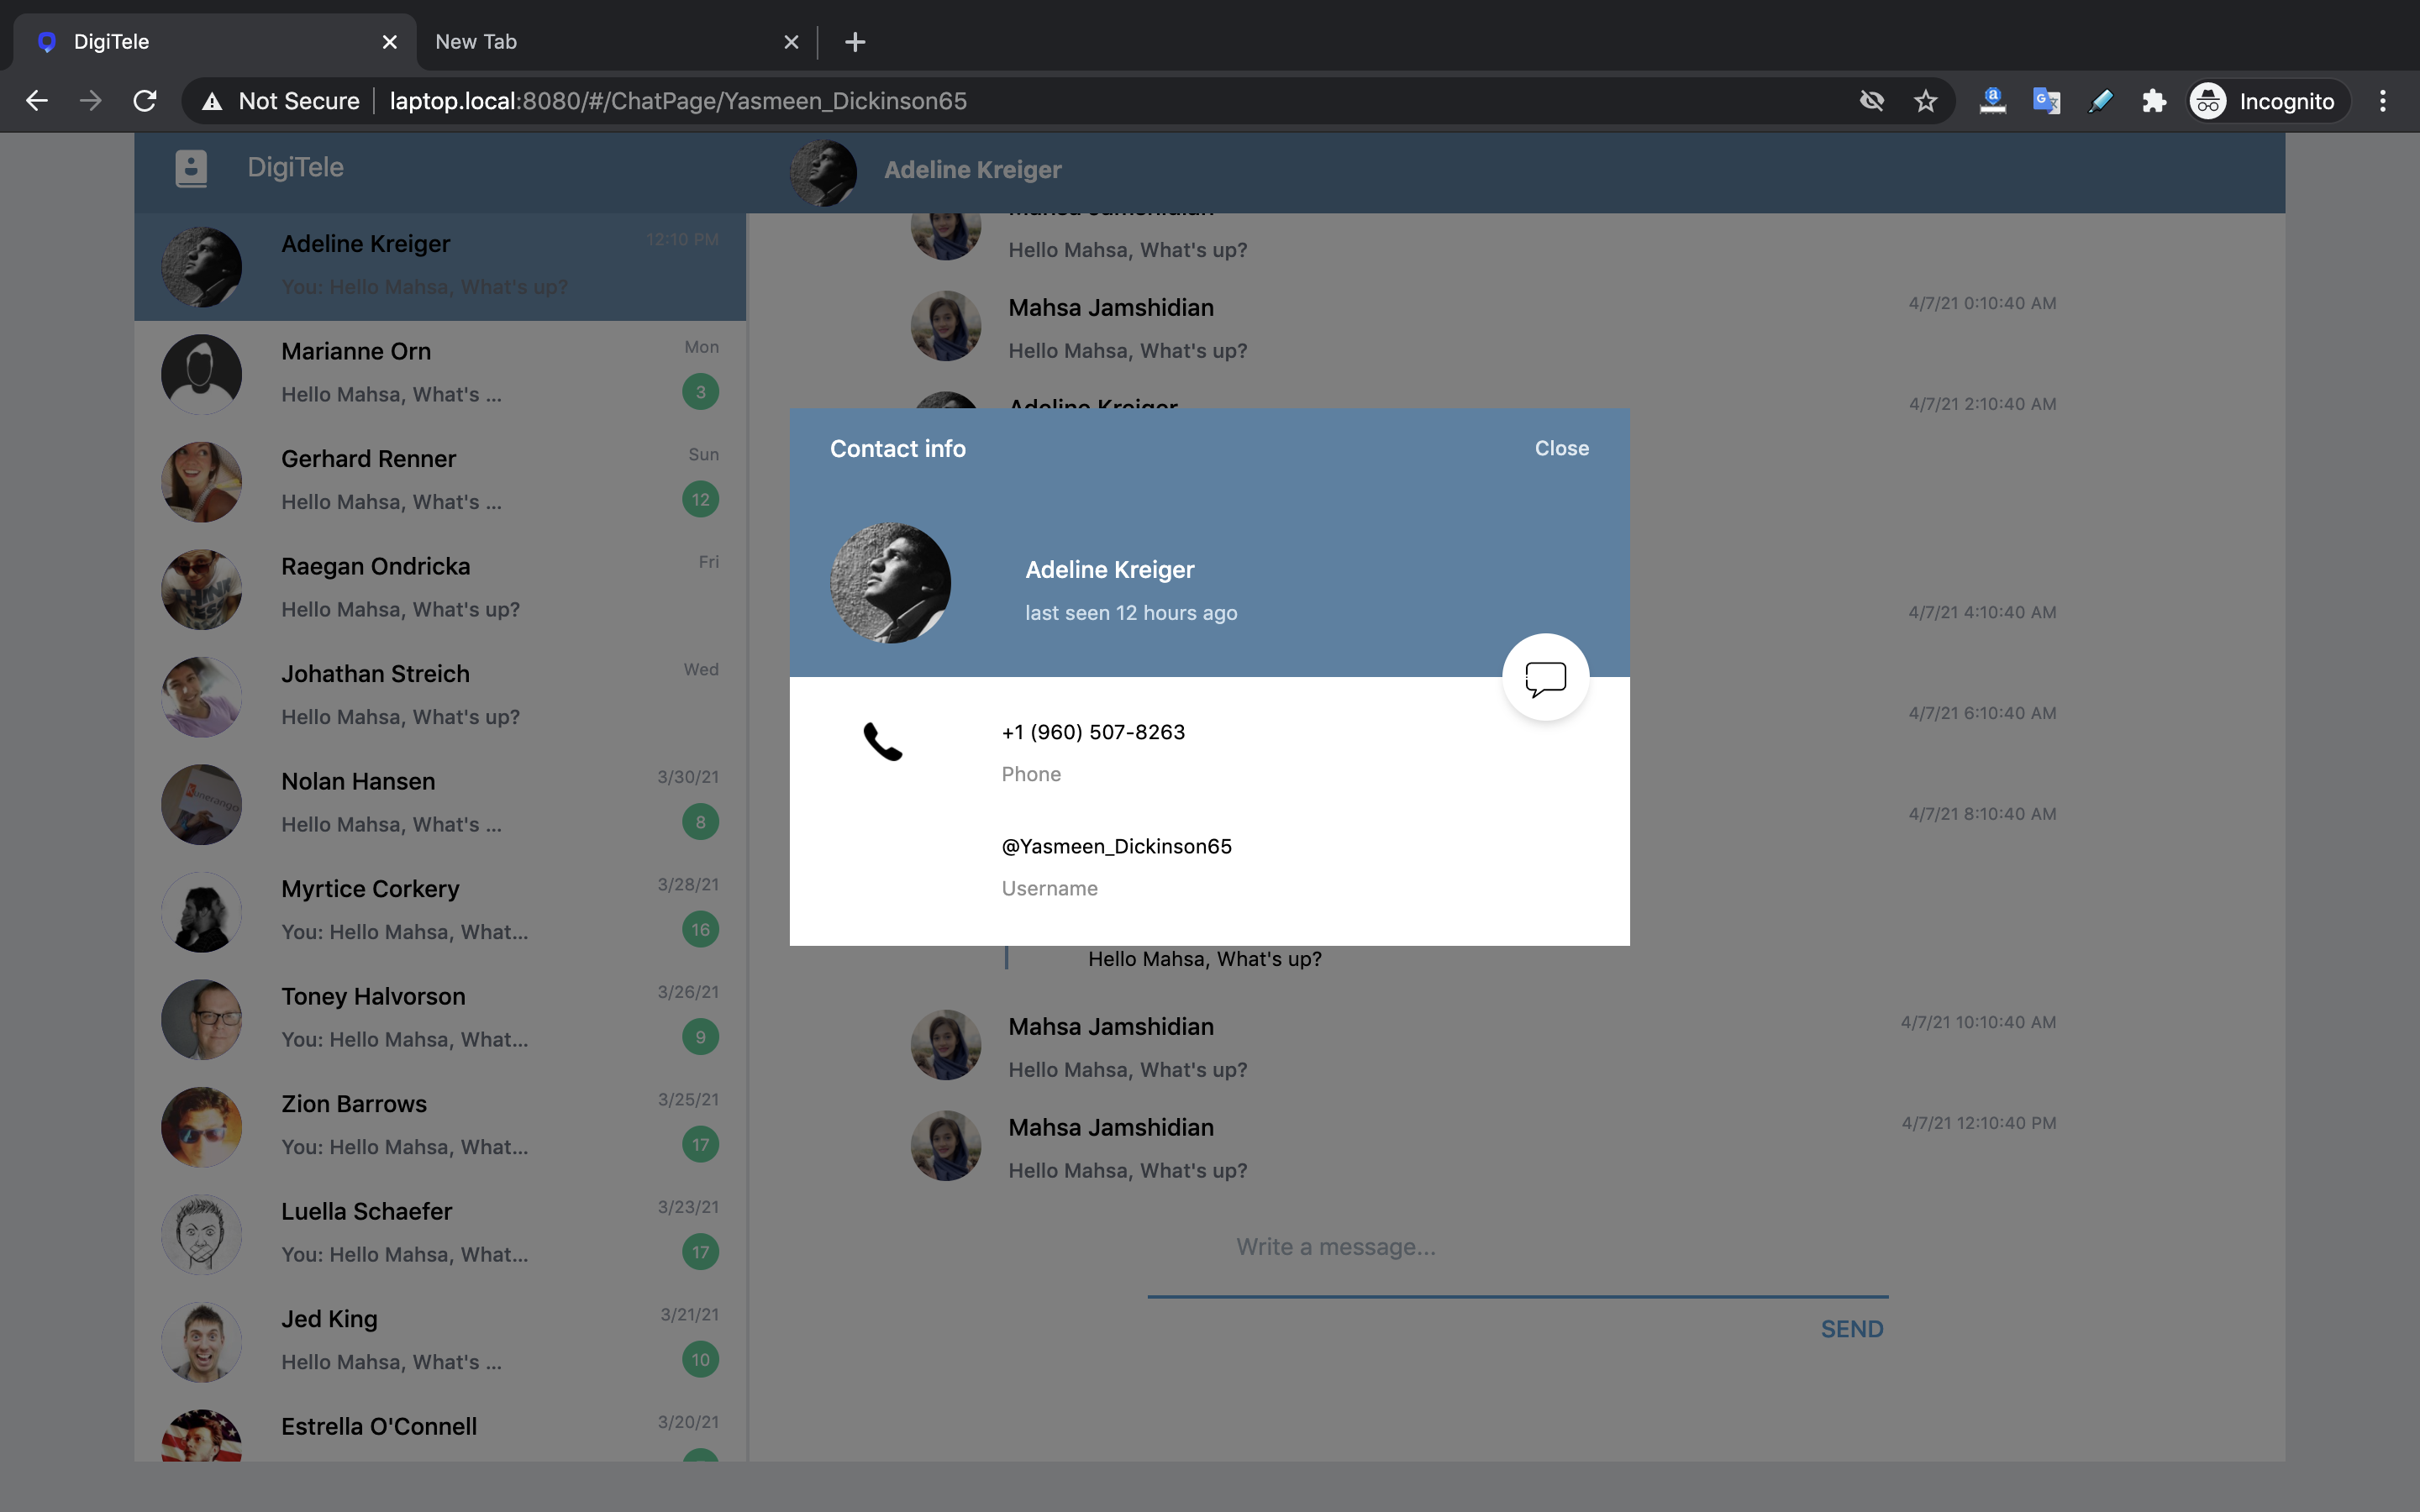 DigiTele
New Tab
Not Secure
laptop.local:8080/#/ChatPage/Yasmeen_Dickinson65
Incognito
DigiTele
Adeline Kreiger
Adeline Kreiger
12:10 PM
You: Hello Mahsa, What's up?
Marianne Orn
Mon
Hello Mahsa, What's ...
3
Gerhard Renner
Sun
Hello Mahsa, What's ...
12
Raegan Ondricka
Fri
Hello Mahsa, What's up?
Johathan Streich
Wed
Hello Mahsa, What's up?
Nolan Hansen
3/30/21
Hello Mahsa, What's ...
8
Myrtice Corkery
3/28/21
You: Hello Mahsa, What...
16
Toney Halvorson
3/26/21
You: Hello Mahsa, What...
9
Zion Barrows
3/25/21
You: Hello Mahsa, What...
17
Luella Schaefer
3/23/21
You: Hello Mahsa, What...
17
Jed King
3/21/21
Hello Mahsa, What's ...
10
Estrella O'Connell
3/20/21
Mahsa Jamshidian
Hello Mahsa, What's up?
Mahsa Jamshidian
4/7/21 0:10:40 AM
Hello Mahsa, What's up?
Adeline Kreiger
4/7/21 2:10:40 AM
Contact info
Close
Adeline Kreiger
last seen 12 hours ago
+1 (960) 507-8263
Phone
@Yasmeen_Dickinson65
Username
4/7/21 4:10:40 AM
4/7/21 6:10:40 AM
4/7/21 8:10:40 AM
Hello Mahsa, What's up?
Mahsa Jamshidian
4/7/21 10:10:40 AM
Hello Mahsa, What's up?
Mahsa Jamshidian
4/7/21 12:10:40 PM
Hello Mahsa, What's up?
Write a message...
SEND